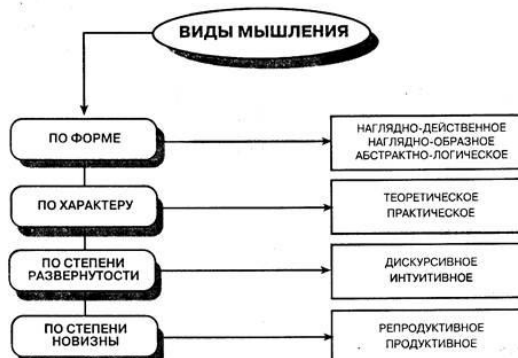 ВИДЫ МЫШЛЕНИЯ
ПО ФОРМЕ
НАГЛЯДНО-ДЕЙСТВЕННОЕ
НАГЛЯДНО-ОБРАЗНОЕ
АБСТРАКТНО-ЛОГИЧЕСКОЕ
ПО ХАРАКТЕРУ
ТЕОРЕТИЧЕСКОЕ
ПРАКТИЧЕСКОЕ
ПО СТЕПЕНИ
РАЗВЕРНУТОСТИ
ДИСКУРСИВНОЕ
ИНТУИТИВНОЕ
ПО СТЕПЕНИ
НОВИЗНЫ
РЕПРОДУКТИВНОЕ
ПРОДУКТИВНОЕ